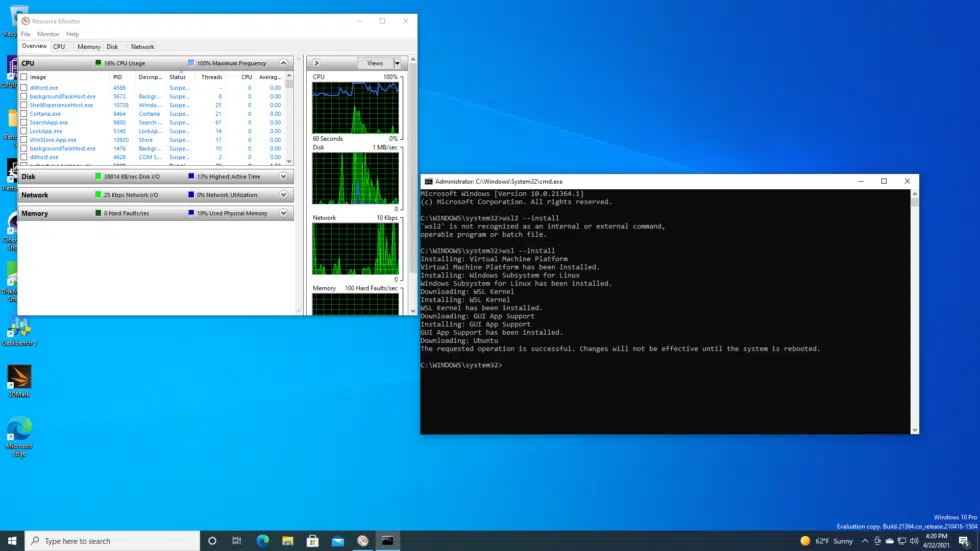 Resource Monitor
File Monitor Help
Overview CPU Memory Disk Network
CPU 16% CPU Usage 100% Maximum Frequency
Image PID Descrip... Status Threads CPU Averag...
dllhost.exe 4588 Suspe... - 0 0.00
backgroundTaskHost.exe 5672 Backgr... Suspe... 8 0 0.00
ShellExperienceHost.exe 10728 Windo... Suspe... 25 0 0.00
Cortana.exe 8464 Cortana Suspe... 21 0 0.00
SearchApp.exe 9800 Search ... Suspe... 61 0 0.00
LockApp.exe 5140 LockAp... Suspe... 14 0 0.00
WinStore.App.exe 10920 Store Suspe... 17 0 0.00
backgroundTaskHost.exe 1476 Backgr... Suspe... 10 0 0.00
dllhost.exe 4628 COM S... Suspe... 2 0 0.00
Disk 38814 KB/sec Disk I/O 13% Highest Active Time
Network 25 Kbps Network I/O 0% Network Utilization
Memory 0 Hard Faults/sec 19% Used Physical Memory
Views
CPU 100%
60 Seconds 0%
Disk 1 MB/sec
0
Network 10 Kbps
0
Memory 100 Hard Faults/sec
Geekbench 5
3DMark
Microsoft
Edge
Administrator: C:\Windows\System32\cmd.exe
Microsoft Windows [Version 10.0.21364.1]
(c) Microsoft Corporation. All rights reserved.
C:\WINDOWS\system32>wsl2 --install
'wsl2' is not recognized as an internal or external command,
operable program or batch file.
C:\WINDOWS\system32>wsl --install
Installing: Virtual Machine Platform
Virtual Machine Platform has been installed.
Installing: Windows Subsystem for Linux
Windows Subsystem for Linux has been installed.
Downloading: WSL Kernel
Installing: WSL Kernel
WSL Kernel has been installed.
Downloading: GUI App Support
Installing: GUI App Support
GUI App Support has been installed.
Downloading: Ubuntu
The requested operation is successful. Changes will not be effective until the system is rebooted.
C:\WINDOWS\system32>
Windows 10 Pro
Evaluation copy. Build 21364.co_release.210416-1504
Type here to search
62°F Sunny
4:20 PM
4/22/2021